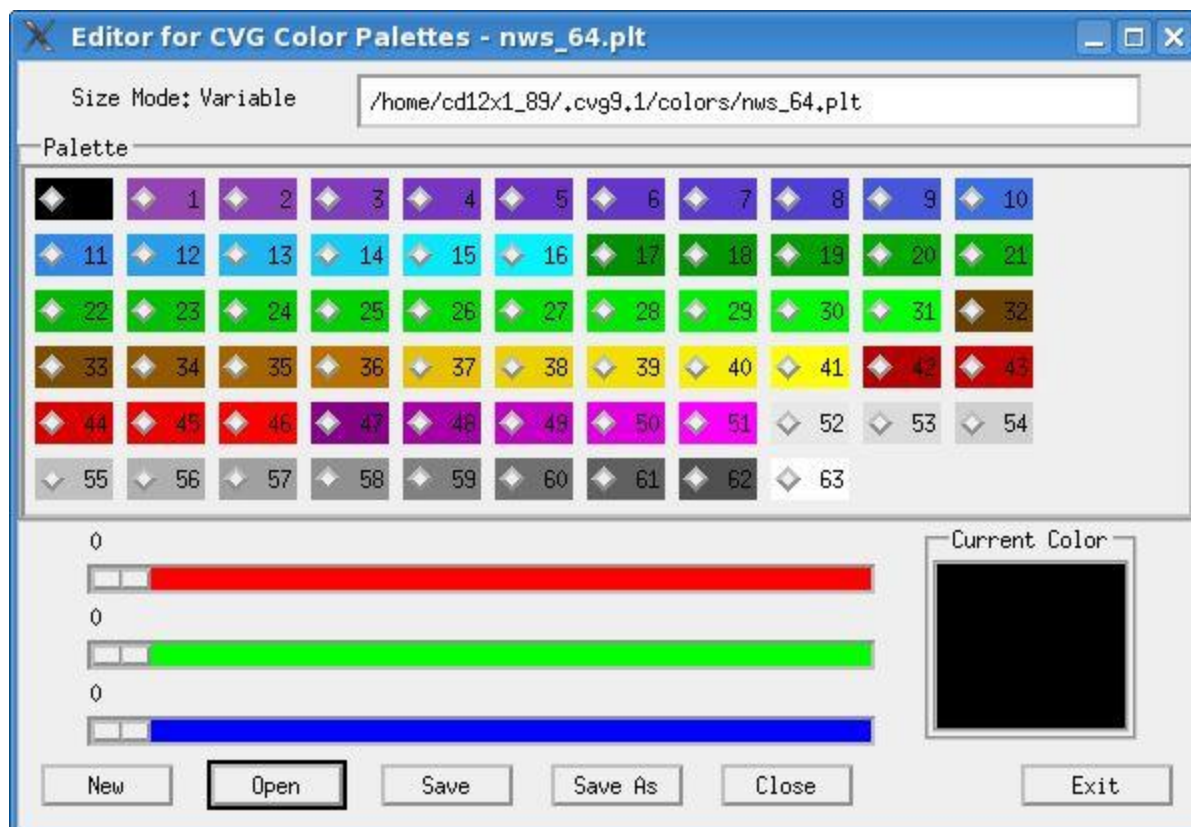 Editor for CVG Color Palettes - nws_64.plt
Size Mode: Variable
/home/cd12x1_89/.cvg9.1/colors/nws_64.plt
Palette
1 2 3 4 5 6 7 8 9 10
11 12 13 14 15 16 17 18 19 20 21
22 23 24 25 26 27 28 29 30 31 32
33 34 35 36 37 38 39 40 41 42 43
44 45 46 47 48 49 50 51 52 53 54
55 56 57 58 59 60 61 62 63
0
Current Color
0
0
New Open Save Save As Close Exit